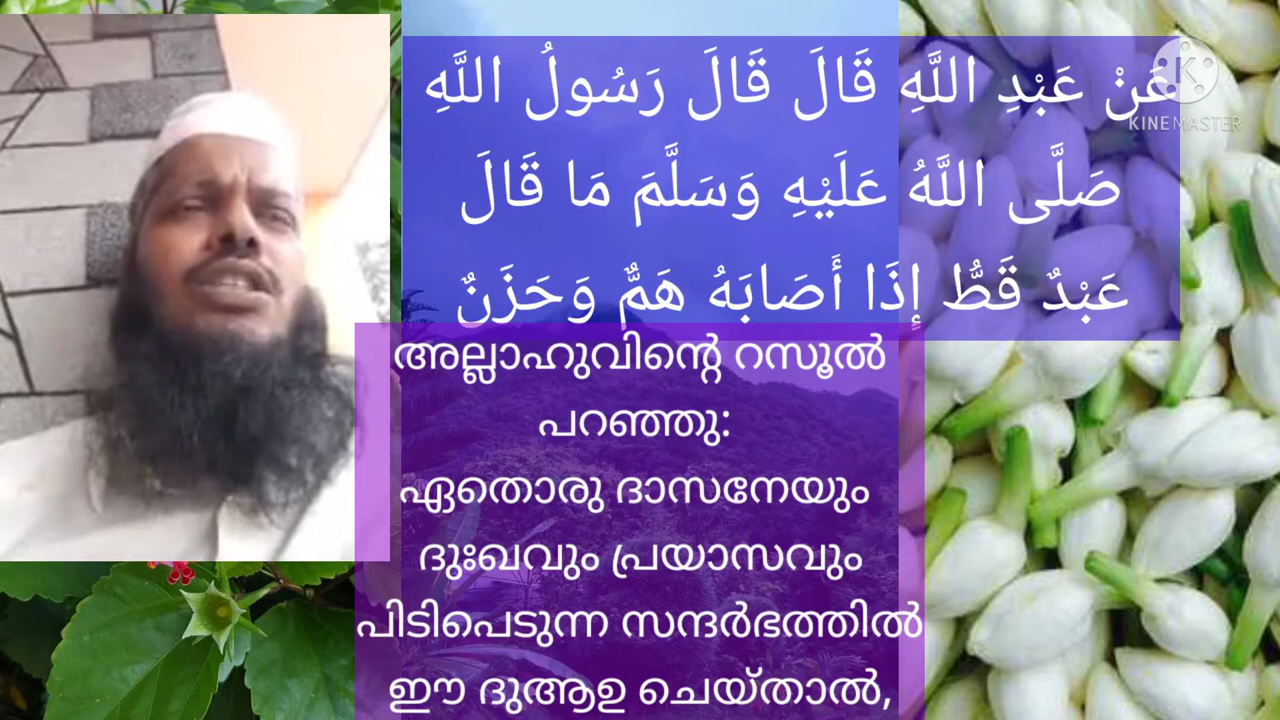 عَنْ عَبْدِ اللَّهِ قَالَ قَالَ رَسُولُ اللَّهِ
صَلَّى اللَّهُ عَلَيْهِ وَسَلَّمَ مَا قَالَ
عَبْدٌ قَطُّ إِذَا أَصَابَهُ هَمٌّ وَحَزَنٌ
അല്ലാഹുവിന്റെ റസൂൽ
പറഞ്ഞു:
ഏതൊരു ദാസനേയും
ദുഃഖവും പ്രയാസവും
പിടിപെടുന്ന സന്ദർഭത്തിൽ
ഈ ദുആഉ ചെയ്താൽ,
K
KINEMASTER